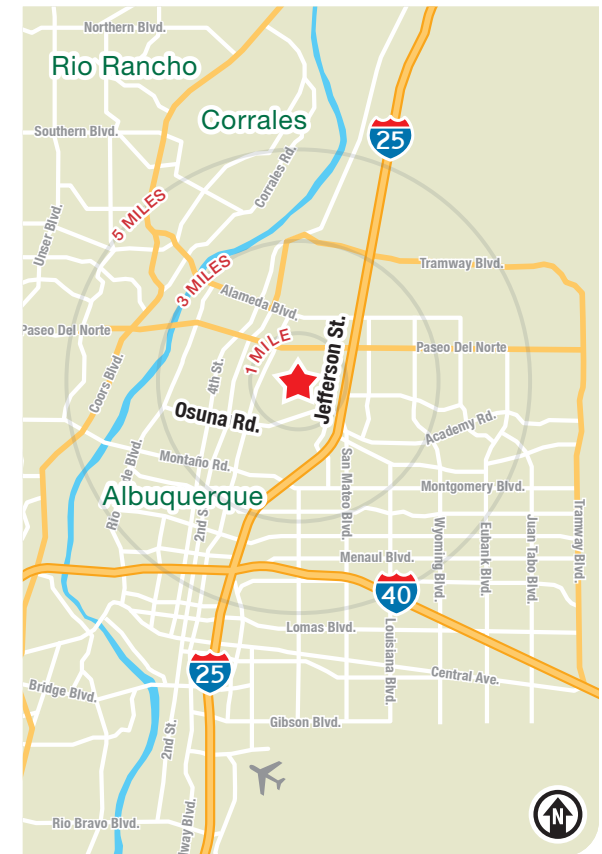 Northern Blvd.
Rio Rancho
Corrales
Southern Blvd.
25
Corrales Rd.
Unser Blvd.
5 MILES
3 MILES
Tramway Blvd.
Alameda Blvd.
Paseo Del Norte
1 MILE
Jefferson St.
Paseo Del Norte
4th St.
Coors Blvd.
Osuna Rd.
Academy Rd.
Montaño Rd.
San Mateo Blvd.
Montgomery Blvd.
Albuquerque
2nd S
Wyoming Blvd.
Eubank Blvd.
Juan Tabo Blvd.
Tramway Blvd.
Menaul Blvd.
40
Lomas Blvd.
Louisiana Blvd.
25
Central Ave.
Bridge Blvd.
Gibson Blvd.
2nd St.
Rio Bravo Blvd.
way Blvd.
N